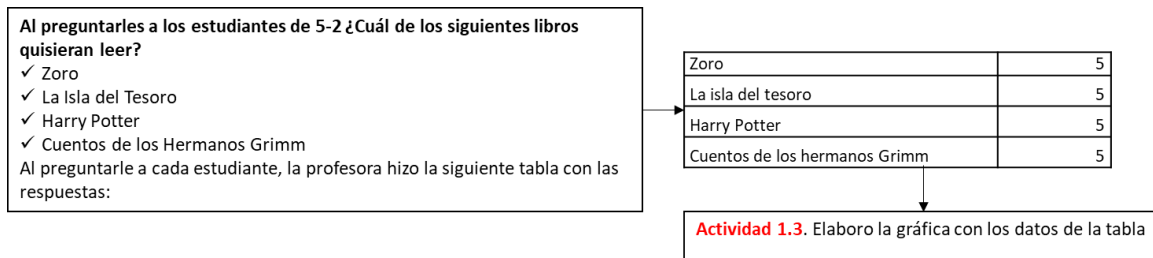 Al preguntarles a los estudiantes de 5-2 ¿Cuál de los siguientes libros
quisieran leer?
✓ Zoro
✓ La Isla del Tesoro
✓ Harry Potter
✓ Cuentos de los Hermanos Grimm
Al preguntarle a cada estudiante, la profesora hizo la siguiente tabla con las
respuestas:
Zoro 5
La isla del tesoro 5
Harry Potter 5
Cuentos de los hermanos Grimm 5
Actividad 1.3. Elaboro la gráfica con los datos de la tabla